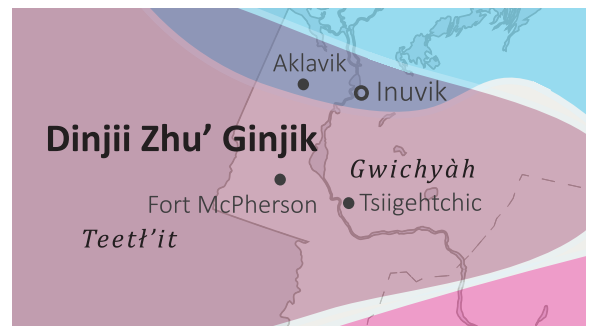 Aklavik
Inuvik
Dinjii Zhu’ Ginjik
Gwichyàh
Fort McPherson
Tsiigehtchic
Teetł’it